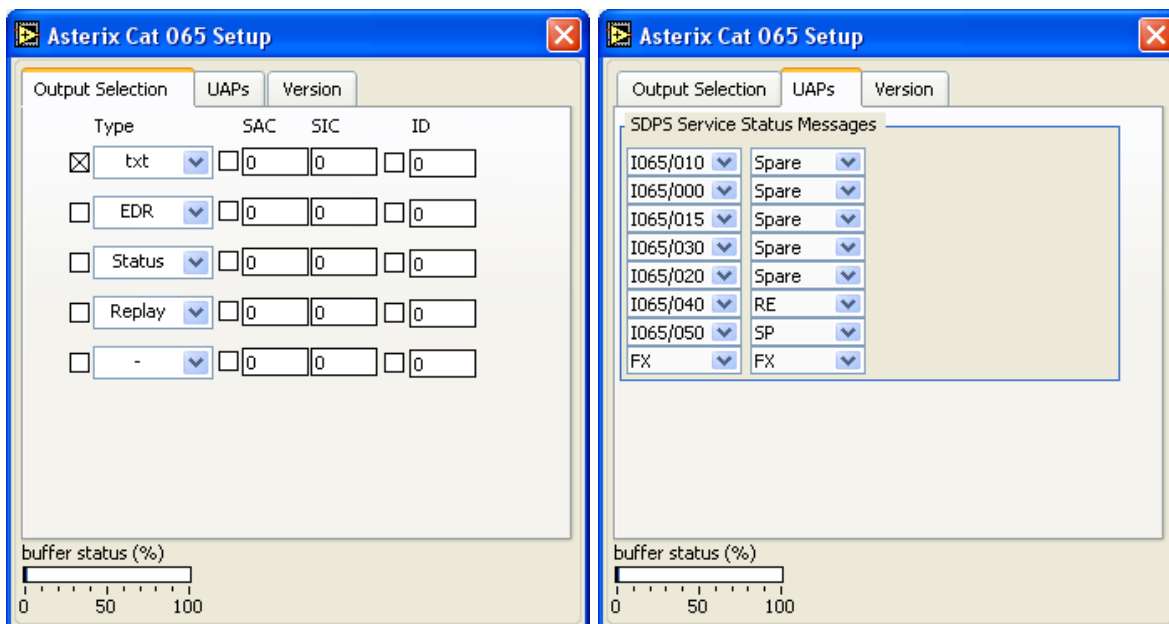 Asterix Cat 065 Setup
Output Selection UAPs Version
Type SAC SIC ID
txt 0 0 0
EDR 0 0 0
Status 0 0 0
Replay 0 0 0
- 0 0 0
buffer status (%)
0 50 100
Asterix Cat 065 Setup
Output Selection UAPs Version
SDPS Service Status Messages
I065/010 Spare
I065/000 Spare
I065/015 Spare
I065/030 Spare
I065/020 Spare
I065/040 RE
I065/050 SP
FX FX
buffer status (%)
0 50 100